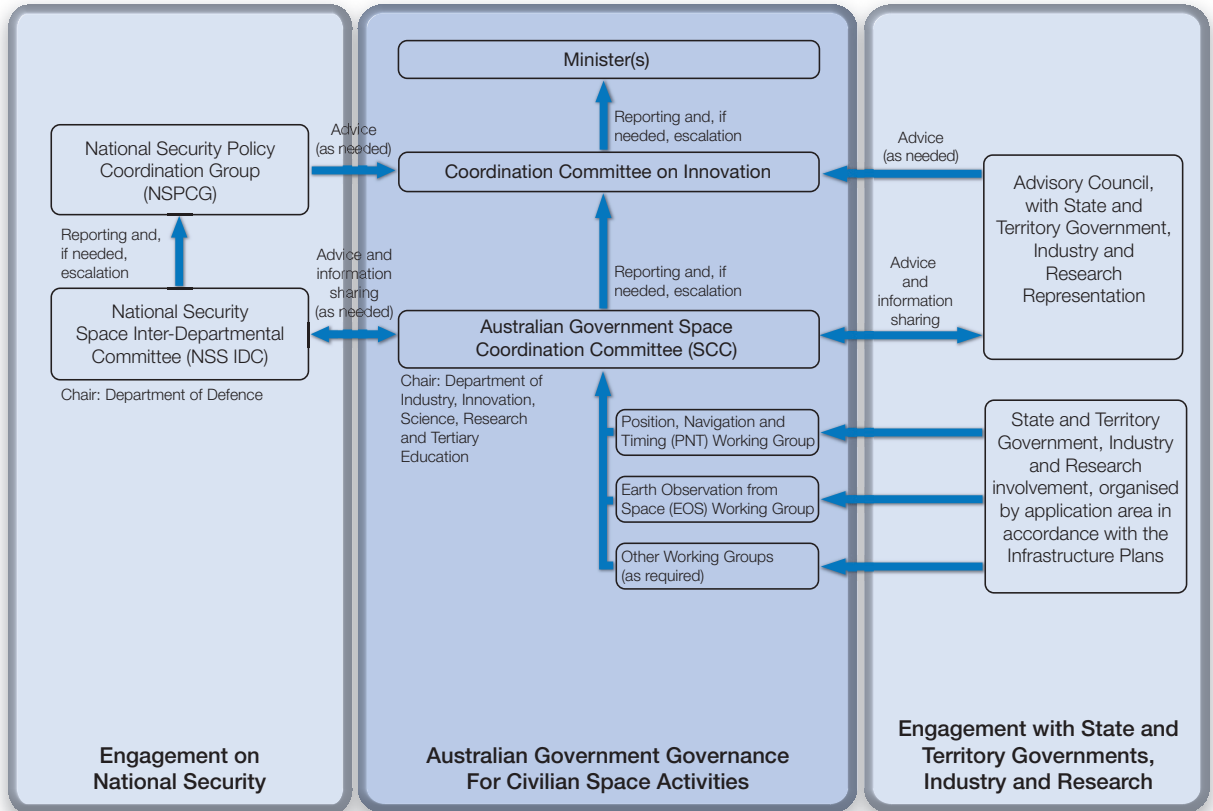 Minister(s)
Reporting and, if
needed, escalation
Advice
(as needed)
Advice
(as needed)
National Security Policy
Coordination Group
(NSPCG)
Coordination Committee on Innovation
Advisory Council,
with State and
Territory Government,
Industry and
Research
Representation
Reporting and,
if needed,
escalation
Advice and
information
sharing
(as needed)
Reporting and, if
needed, escalation
Advice
and
information
sharing
National Security
Space Inter-Departmental
Committee (NSS IDC)
Chair: Department of Defence
Australian Government Space
Coordination Committee (SCC)
Chair: Department of
Industry, Innovation,
Science, Research
and Tertiary
Education
Position, Navigation and
Timing (PNT) Working Group
Earth Observation from
Space (EOS) Working Group
Other Working Groups
(as required)
State and Territory
Government, Industry
and Research
involvement, organised
by application area in
accordance with the
Infrastructure Plans
Engagement on
National Security
Australian Government Governance
For Civilian Space Activities
Engagement with State and
Territory Governments,
Industry and Research